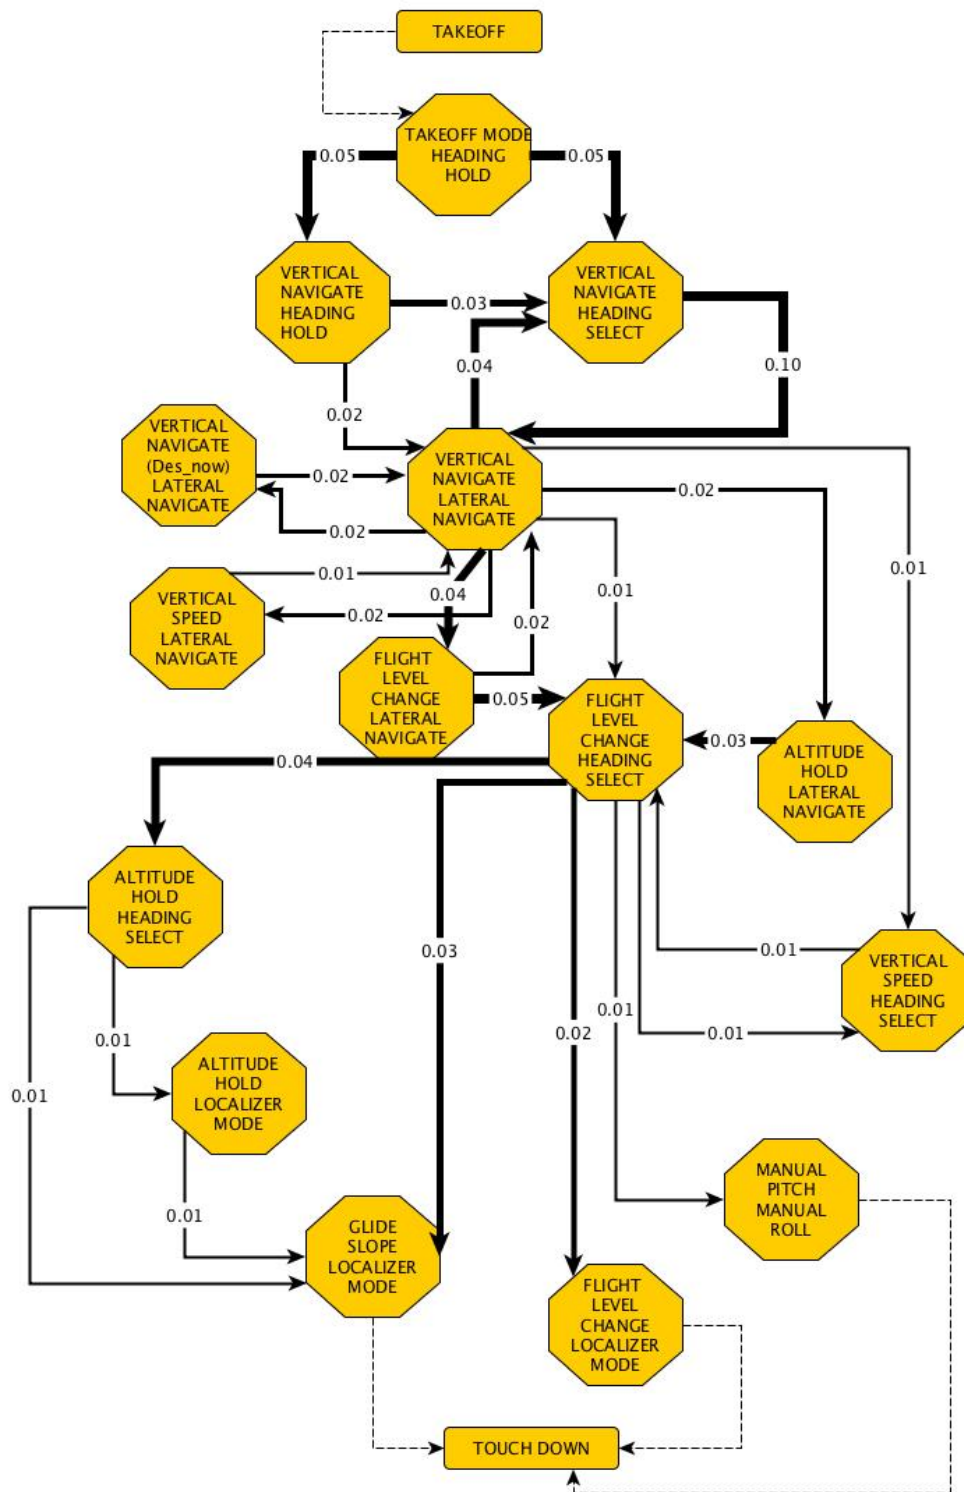 TAKEOFF
TAKEOFF MODE
HEADING
HOLD
0.05
0.05
VERTICAL
NAVIGATE
HEADING
HOLD
0.03
VERTICAL
NAVIGATE
HEADING
SELECT
0.04
0.10
0.02
VERTICAL
NAVIGATE
(Des_now)
LATERAL
NAVIGATE
0.02
0.02
VERTICAL
NAVIGATE
LATERAL
NAVIGATE
0.02
0.01
0.01
0.04
0.01
0.02
0.02
VERTICAL
SPEED
LATERAL
NAVIGATE
FLIGHT
LEVEL
CHANGE
LATERAL
NAVIGATE
0.05
FLIGHT
LEVEL
CHANGE
HEADING
SELECT
0.03
ALTITUDE
HOLD
LATERAL
NAVIGATE
0.04
ALTITUDE
HOLD
HEADING
SELECT
0.03
0.01
VERTICAL
SPEED
HEADING
SELECT
0.01
0.02
0.01
0.01
0.01
ALTITUDE
HOLD
LOCALIZER
MODE
0.01
MANUAL
PITCH
MANUAL
ROLL
GLIDE
SLOPE
LOCALIZER
MODE
FLIGHT
LEVEL
CHANGE
LOCALIZER
MODE
TOUCH DOWN